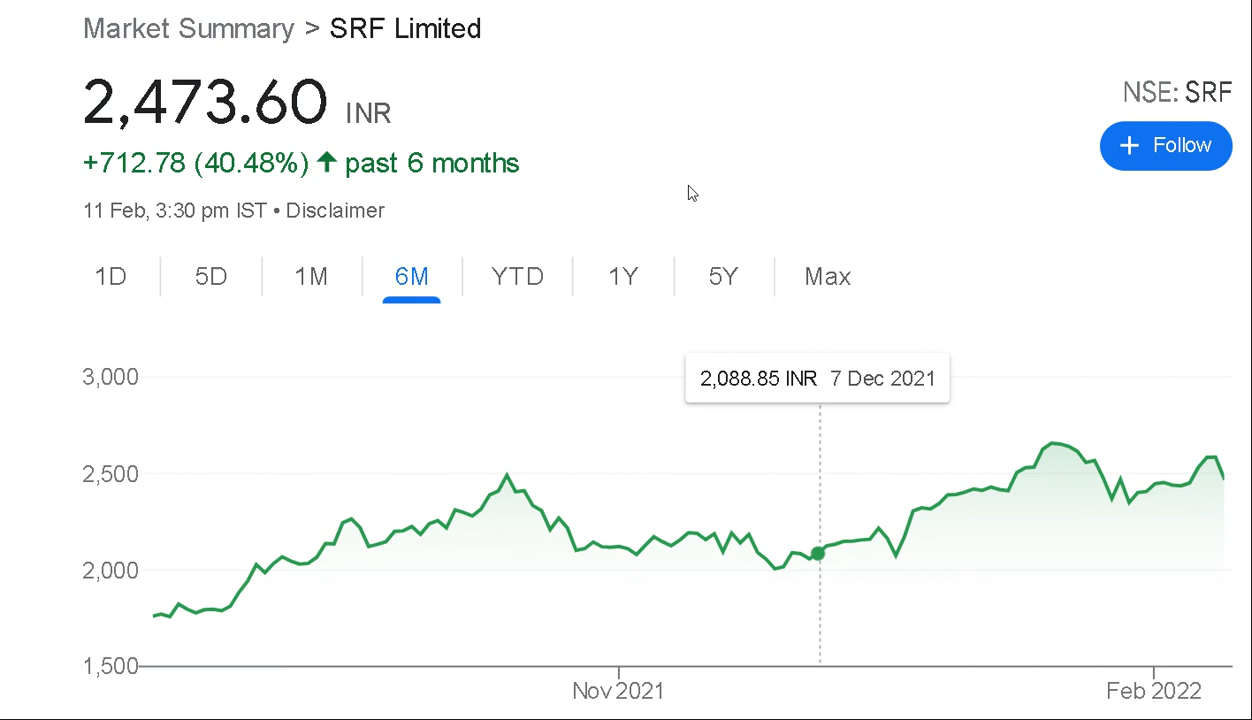 Market Summary > SRF Limited
2,473.60 INR
NSE: SRF
+ Follow
+712.78 (40.48%) ↑ past 6 months
11 Feb, 3:30 pm IST • Disclaimer
1D 5D 1M 6M YTD 1Y 5Y Max
2,088.85 INR 7 Dec 2021
3,000
2,500
2,000
1,500
Nov 2021 Feb 2022